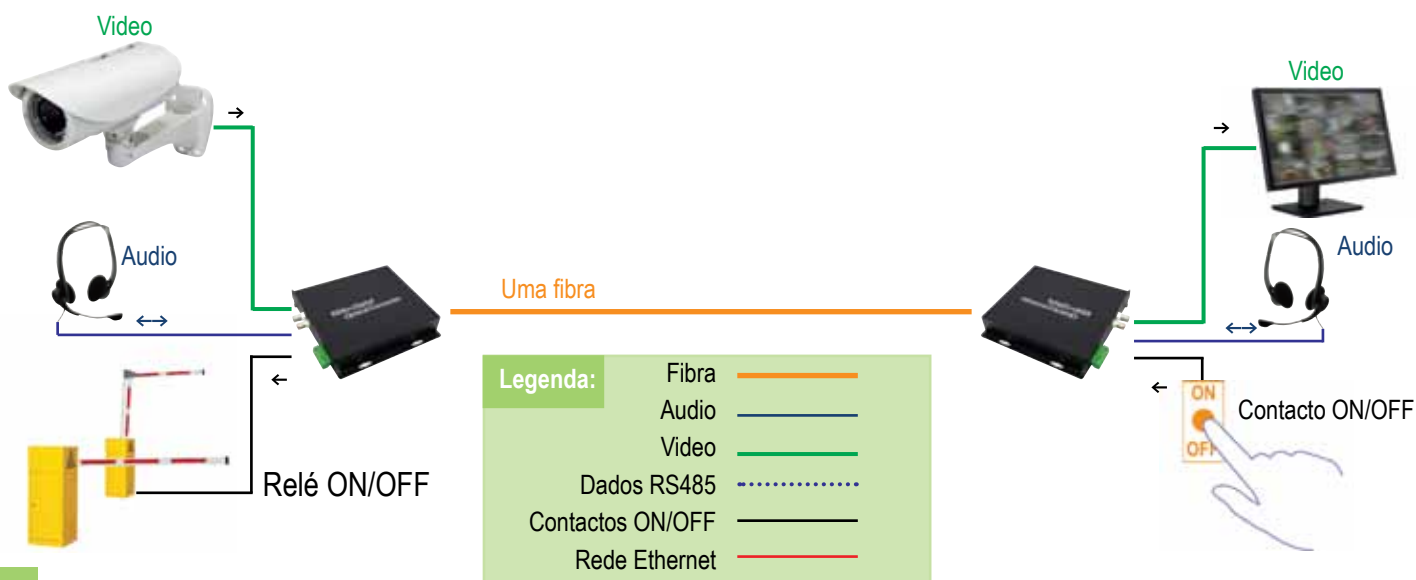 Video
Video
Audio
Audio
Uma fibra
Legenda:
Fibra
Audio
Video
Dados RS485
Contactos ON/OFF
Rede Ethernet
Relé ON/OFF
ON
OFF
Contacto ON/OFF